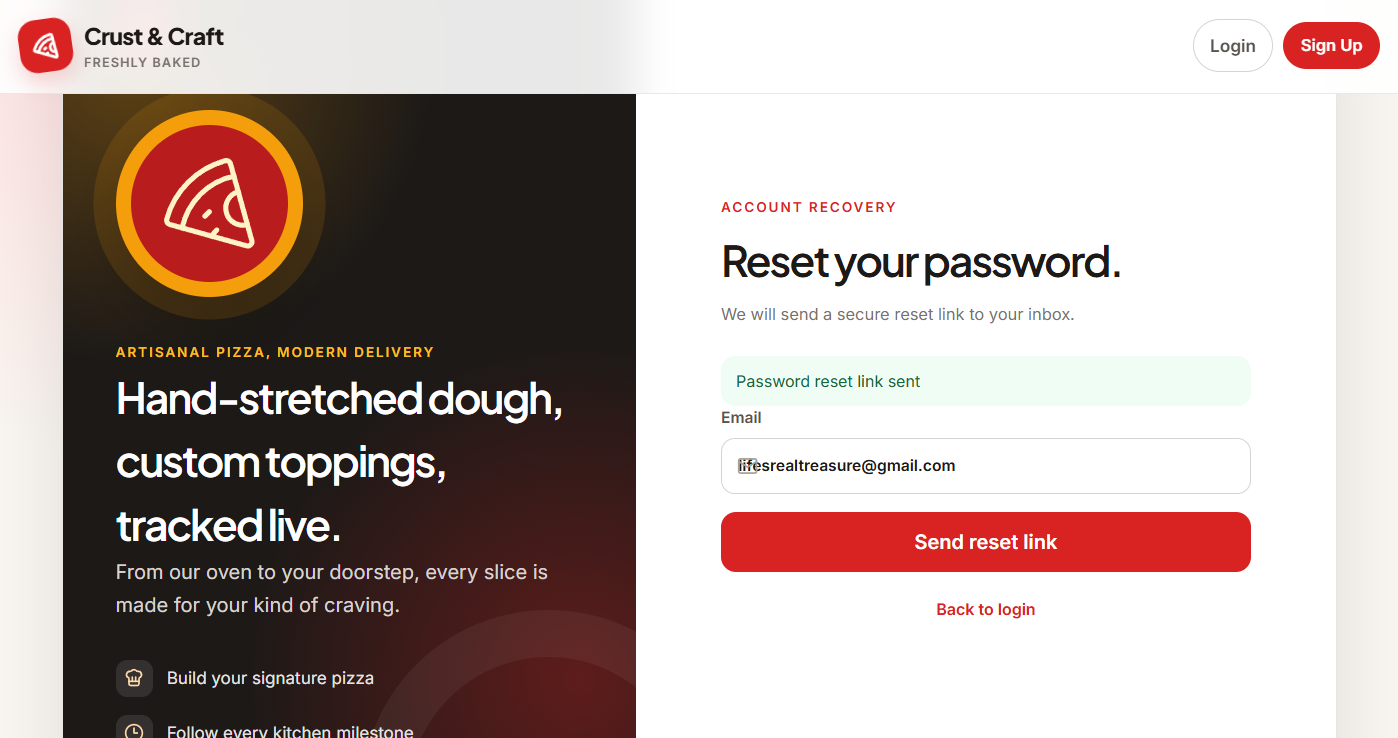 Crust & Craft
FRESHLY BAKED
Login
Sign Up
ARTISANAL PIZZA, MODERN DELIVERY
Hand-stretched dough,
custom toppings,
tracked live.
From our oven to your doorstep, every slice is
made for your kind of craving.
Build your signature pizza
Follow every kitchen milestone
ACCOUNT RECOVERY
Reset your password.
We will send a secure reset link to your inbox.
Password reset link sent
Email
lifesrealtreasure@gmail.com
Send reset link
Back to login